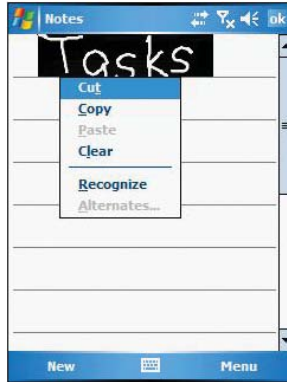 Notes ok
Tasks
Cut
Copy
Paste
Clear
Recognize
Alternates...
New Menu